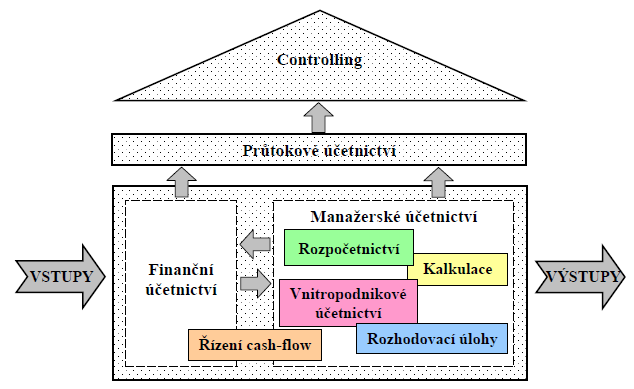 Controlling
Průtokové účetnictví
Manažerské účetnictví
Rozpočetnictví
Kalkulace
VSTUPY
Finanční
účetnictví
Vnitropodnikové
účetnictví
VÝSTUPY
Řízení cash-flow
Rozhodovací úlohy